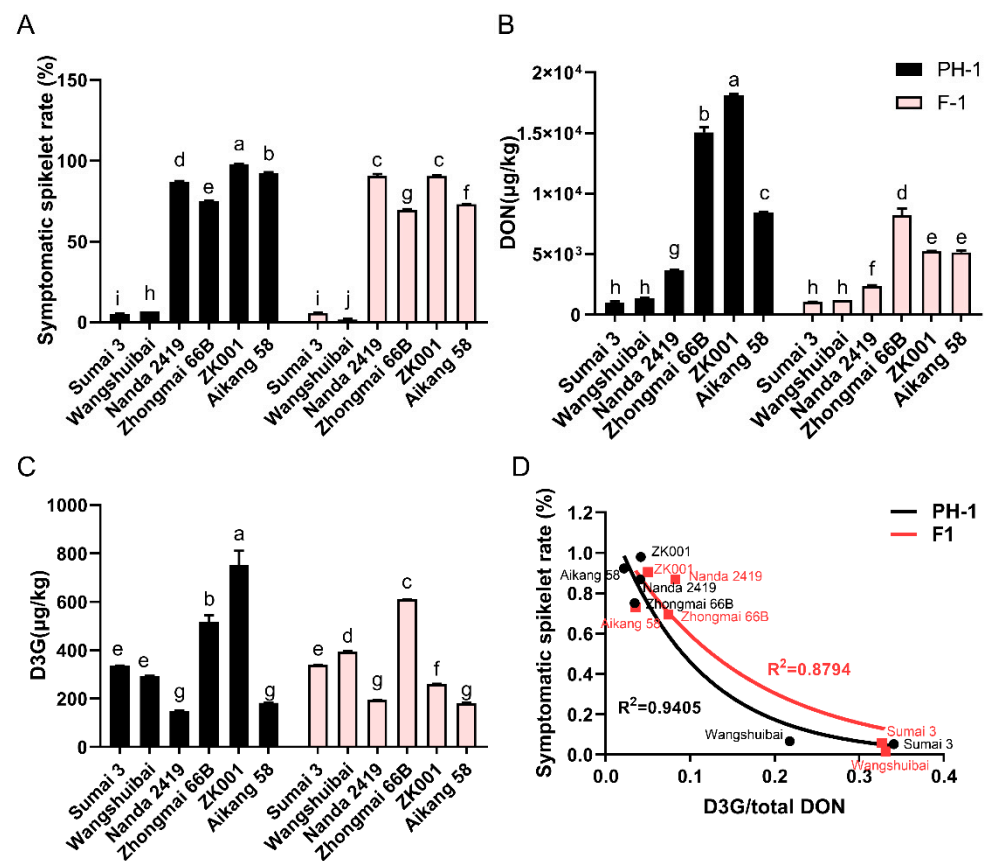 A
Symptomatic spikelet rate (%)
150
100
50
0
i
h
d
e
a
b
i
j
c
g
c
f
Sumai 3
Wangshuibai
Nanda 2419
Zhongmai 66B
ZK001
Aikang 58
Sumai 3
Wangshuibai
Nanda 2419
Zhongmai 66B
ZK001
Aikang 58
B
DON(μg/kg)
2×10⁴
1.5×10⁴
1×10⁴
5×10³
0
h
h
g
b
a
c
h
h
f
d
e
e
PH-1
F-1
Sumai 3
Wangshuibai
Nanda 2419
Zhongmai 66B
ZK001
Aikang 58
Sumai 3
Wangshuibai
Nanda 2419
Zhongmai 66B
ZK001
Aikang 58
C
D3G(μg/kg)
1000
800
600
400
200
0
e
e
g
b
a
g
e
d
g
c
f
g
Sumai 3
Wangshuibai
Nanda 2419
Zhongmai 66B
ZK001
Aikang 58
Sumai 3
Wangshuibai
Nanda 2419
Zhongmai 66B
ZK001
Aikang 58
D
Symptomatic spikelet rate (%)
1.2
1.0
0.8
0.6
0.4
0.2
0.0
PH-1
F1
ZK001
Aikang 58
ZK001
Nanda 2419
Nanda 2419
Zhongmai 66B
Aikang 58
Zhongmai 66B
R²=0.8794
R²=0.9405
Wangshuibai
Sumai 3
Sumai 3
Wangshuibai
0.0
0.1
0.2
0.3
0.4
D3G/total DON